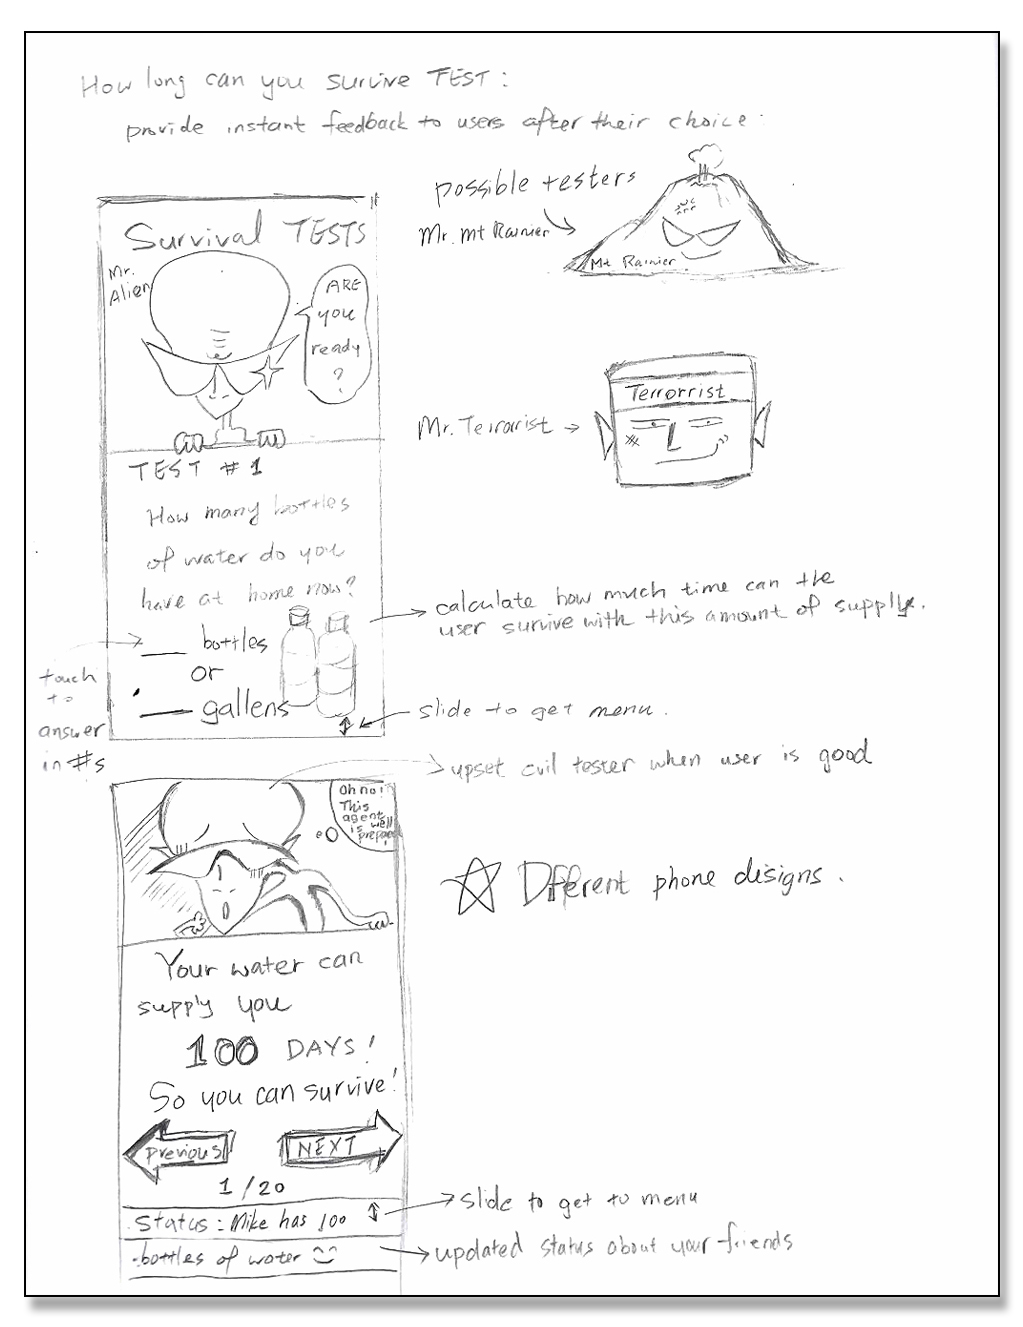 How long can you survive TEST:
provide instant feedback to users after their choice.
possible testers
Mr. Mt Rainier
Mt Rainier
Survival TESTS
Mr.
Alien
ARE
you
ready
?
Terrorrist
Mr. Terrorrist
TEST #1
How many bottles
of water do you
have at home now?
bottles
or
gallens
touch
to
answer
in #s
calculate how much time can the
user survive with this amount of supply.
slide to get menu.
upset evil tester when user is good
Oh no!
This
agent
is well
prepared
!
Dfferent phone disigns.
Your water can
supply you
100 DAYS!
So you can survive!
previous
NEXT
1/20
Status: Mike has 100
bottles of water
slide to get to menu
updated status about your friends